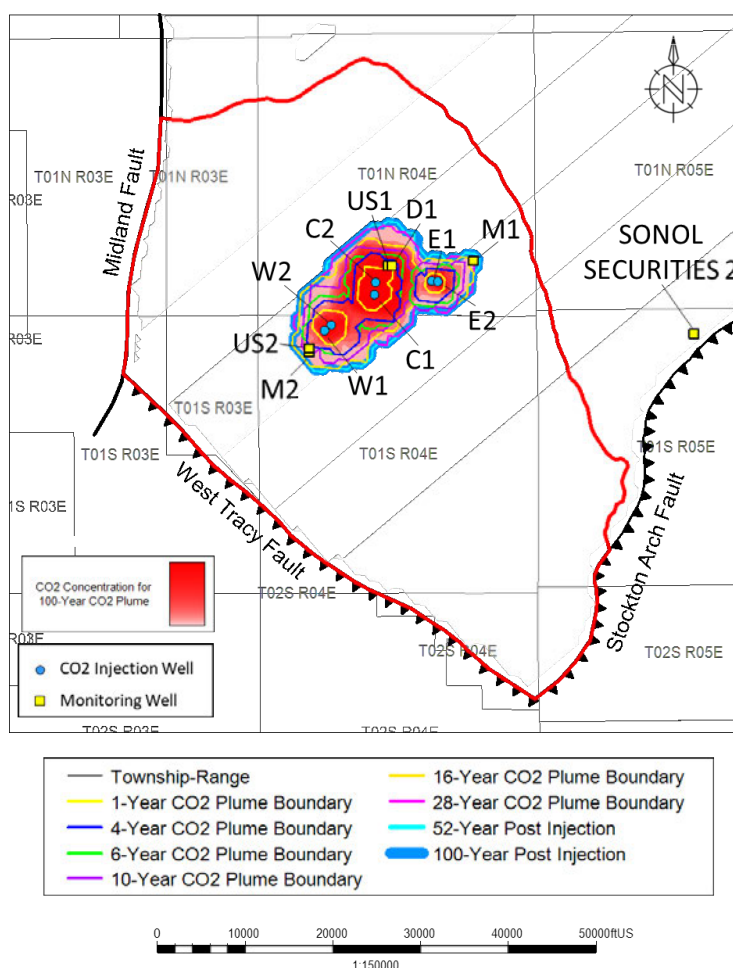 N
T01N R03E
T01N R03E
T01N R04E
T01N R05E
R03E
Midland Fault
US1
D1
C2
E1
M1
W2
SONOL
SECURITIES 2
R03E
US2
E2
M2
W1
C1
T01S R03E
T01S R03E
T01S R04E
T01S R05E
1S R03E
West Tracy Fault
Stockton Arch Fault
CO2 Concentration for
100-Year CO2 Plume
T02S R04E
R03E
T02S R04E
T02S R05E
CO2 Injection Well
Monitoring Well
T02S R03E
T02S R04E
Township-Range
1-Year CO2 Plume Boundary
4-Year CO2 Plume Boundary
6-Year CO2 Plume Boundary
10-Year CO2 Plume Boundary
16-Year CO2 Plume Boundary
28-Year CO2 Plume Boundary
52-Year Post Injection
100-Year Post Injection
0 10000 20000 30000 40000 50000ftUS
1:150000